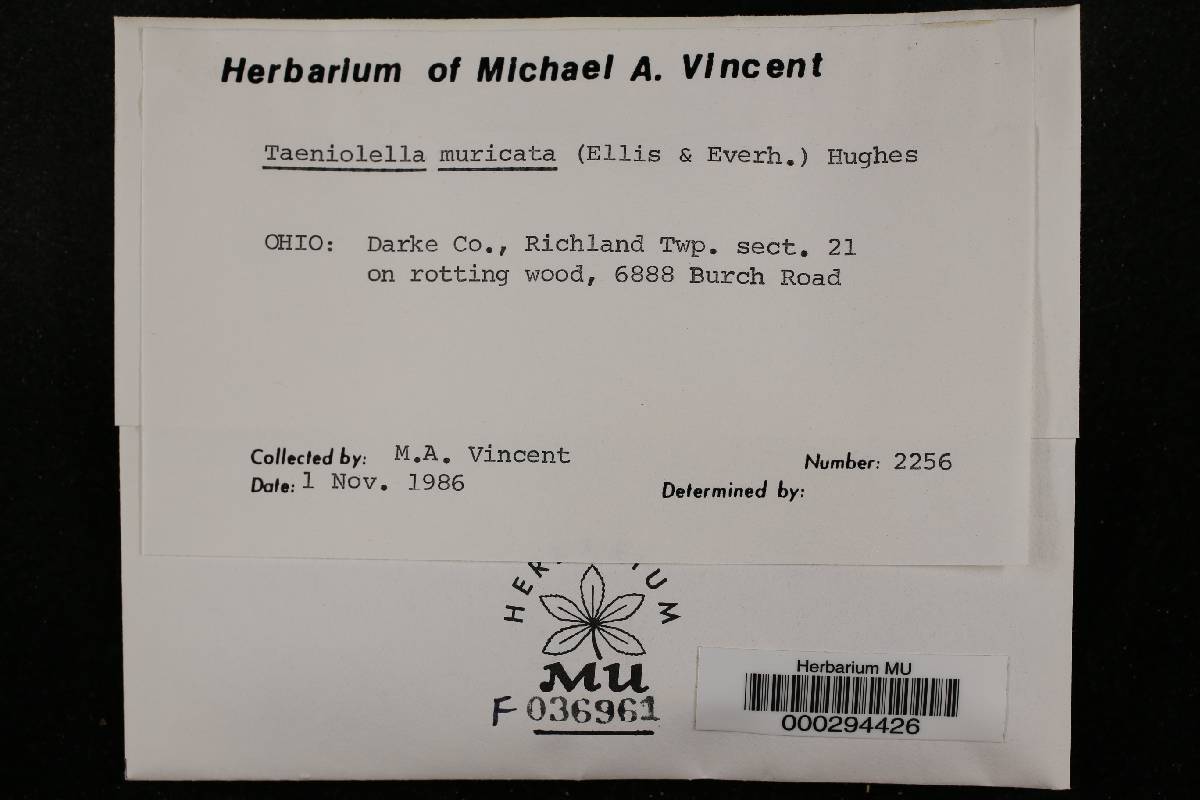 Herbarium of Michael A. Vincent
Taeniolella muricata (Ellis & Everh.) Hughes
OHIO: Darke Co., Richland Twp. sect. 21
on rotting wood, 6888 Burch Road
Collected by: M.A. Vincent
Number: 2256
Date: 1 Nov. 1986
Determined by:
MU
F 036961
Herbarium MU
000294426